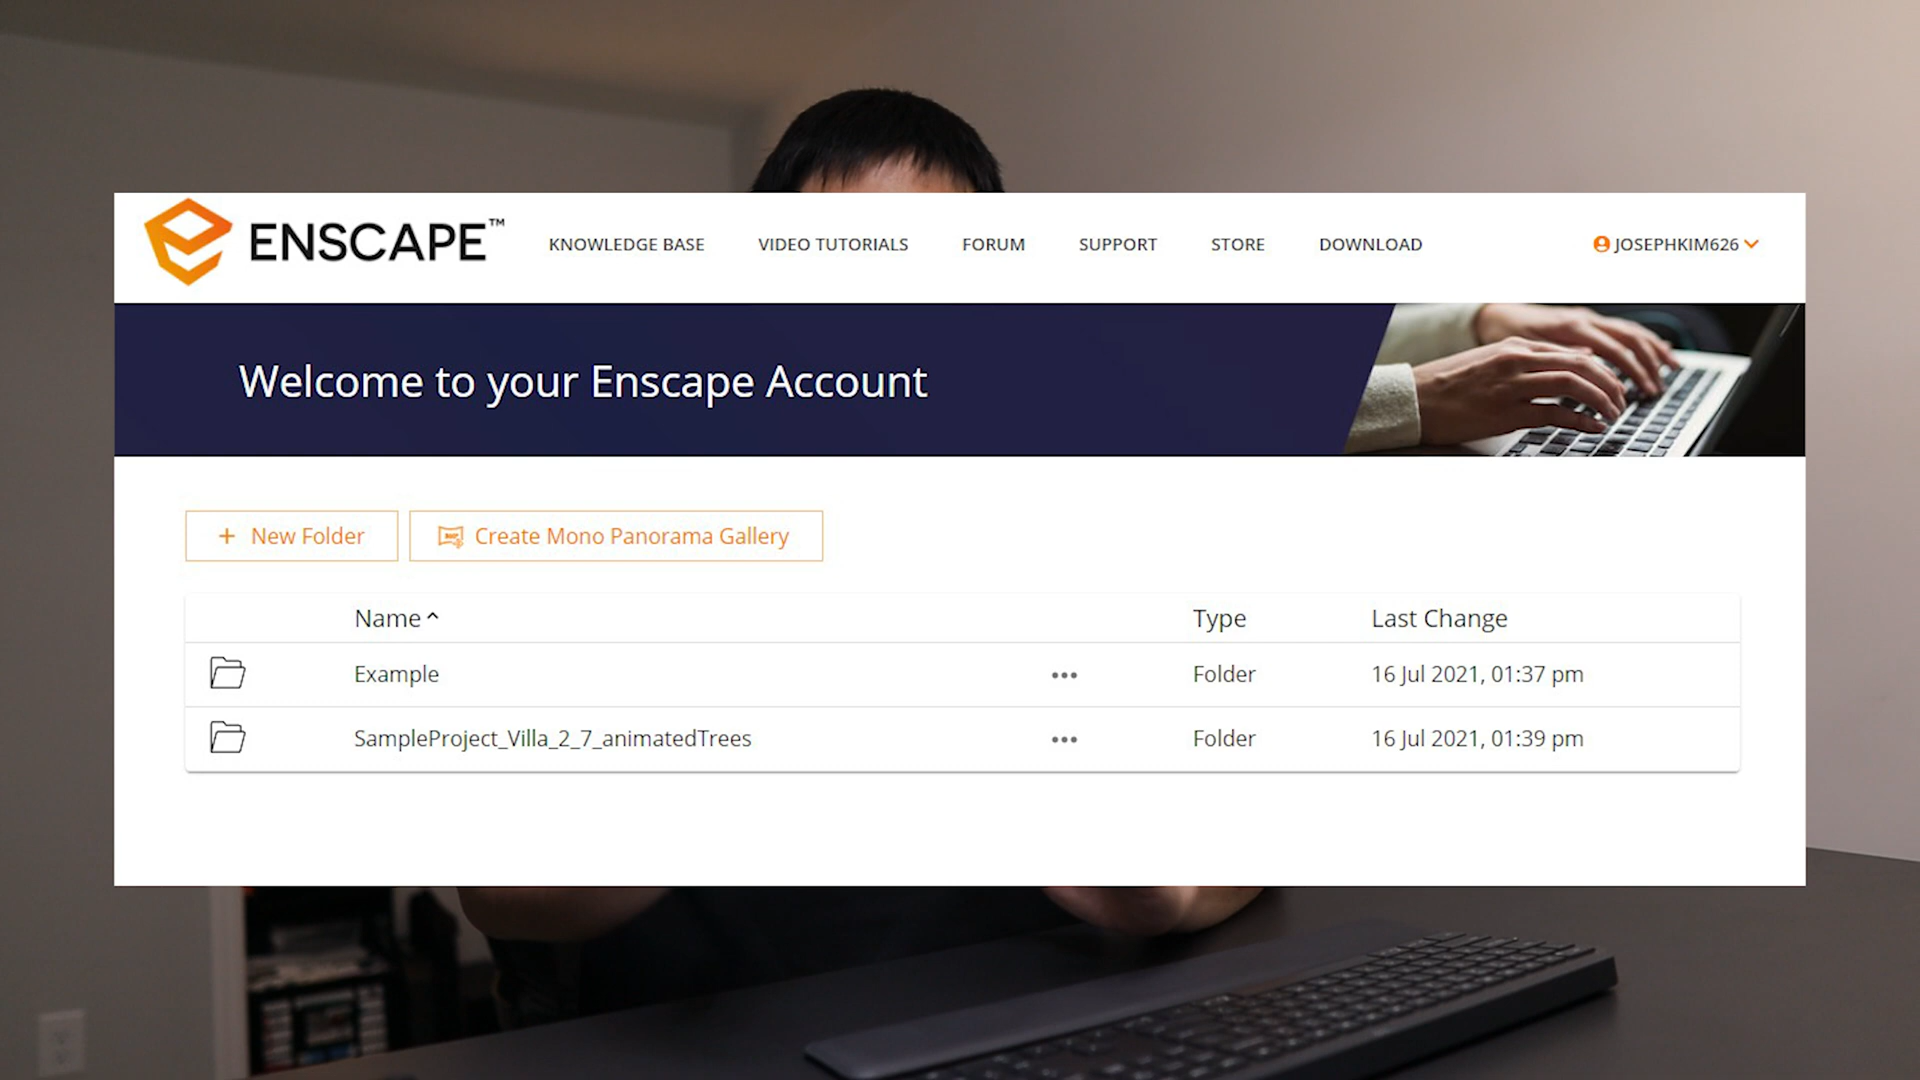 ENSCAPE™
KNOWLEDGE BASE VIDEO TUTORIALS FORUM SUPPORT STORE DOWNLOAD JOSEPHKIM626
Welcome to your Enscape Account
+ New Folder Create Mono Panorama Gallery
Name Type Last Change
Example ••• Folder 16 Jul 2021, 01:37 pm
SampleProject_Villa_2_7_animatedTrees ••• Folder 16 Jul 2021, 01:39 pm